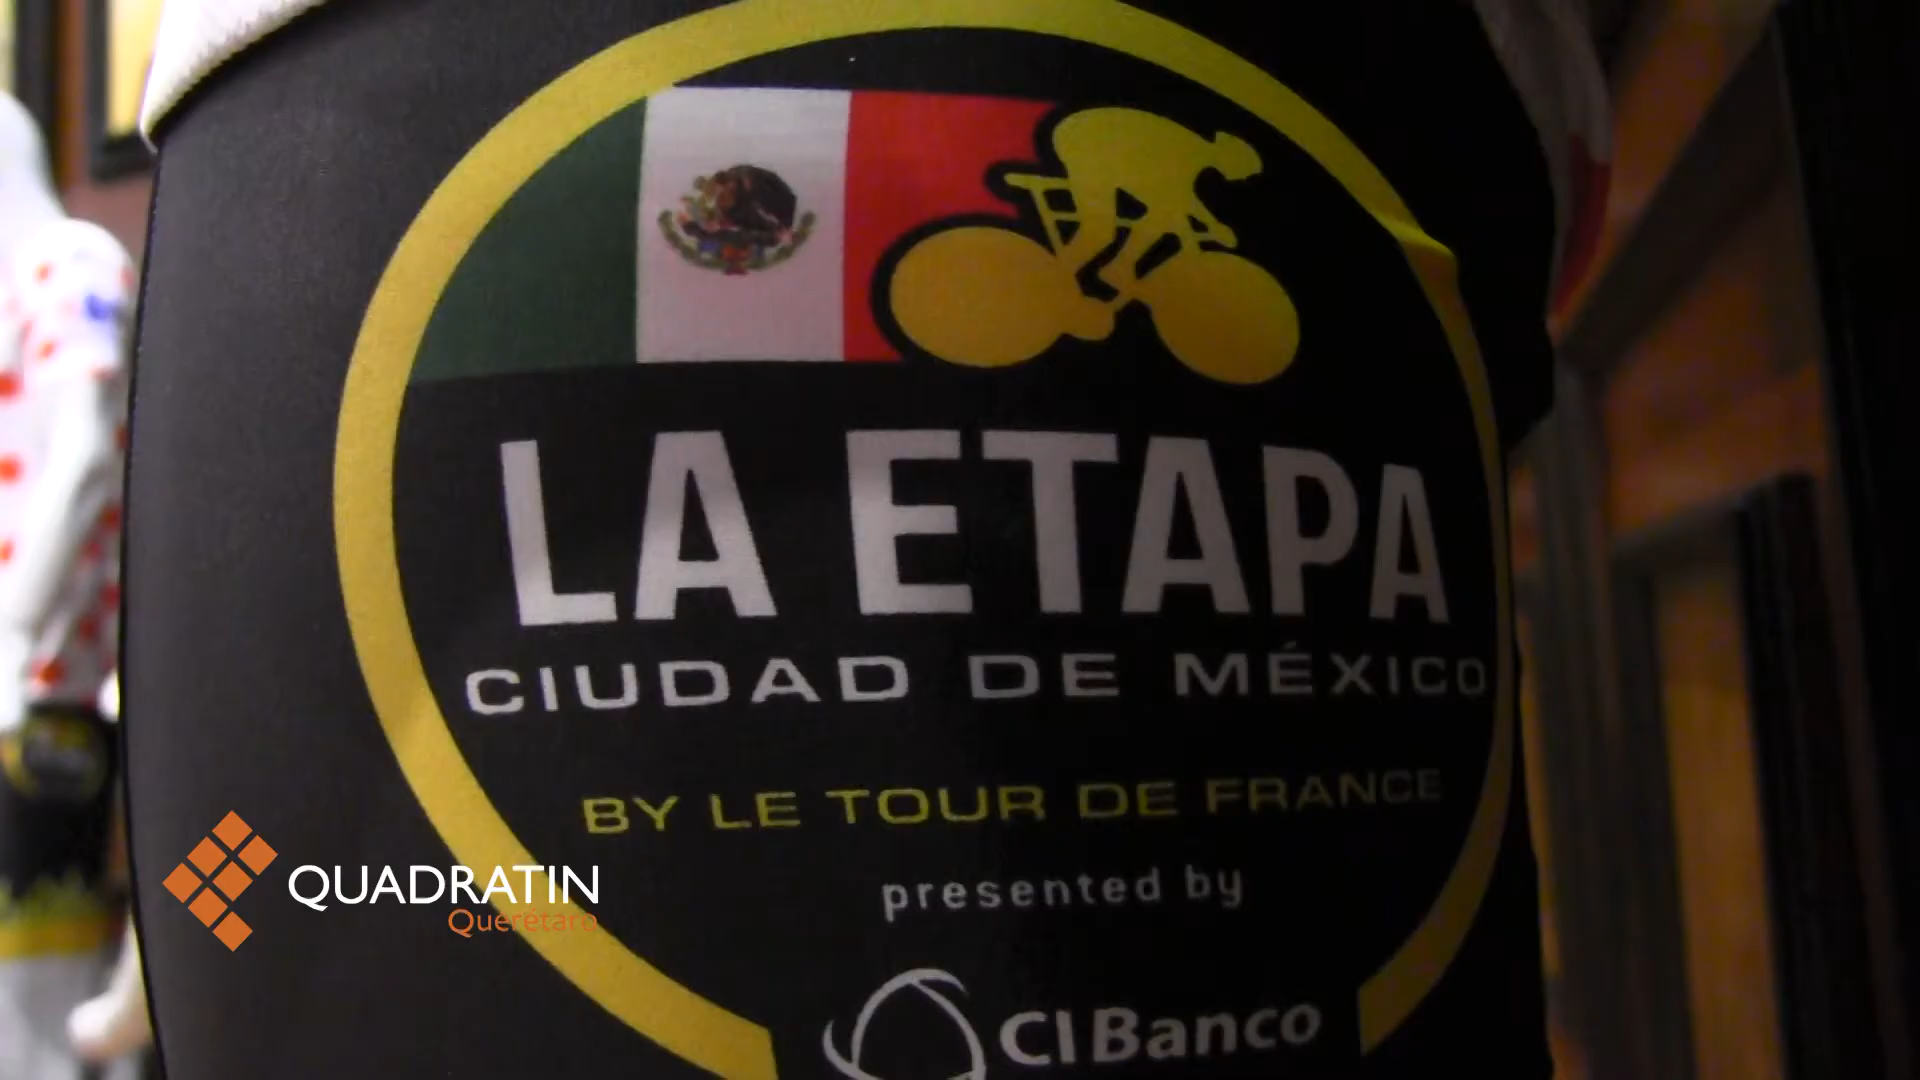 LA ETAPA
CIUDAD DE MÉXICO
BY LE TOUR DE FRANCE
presented by
CIBanco
QUADRATIN
Querétaro